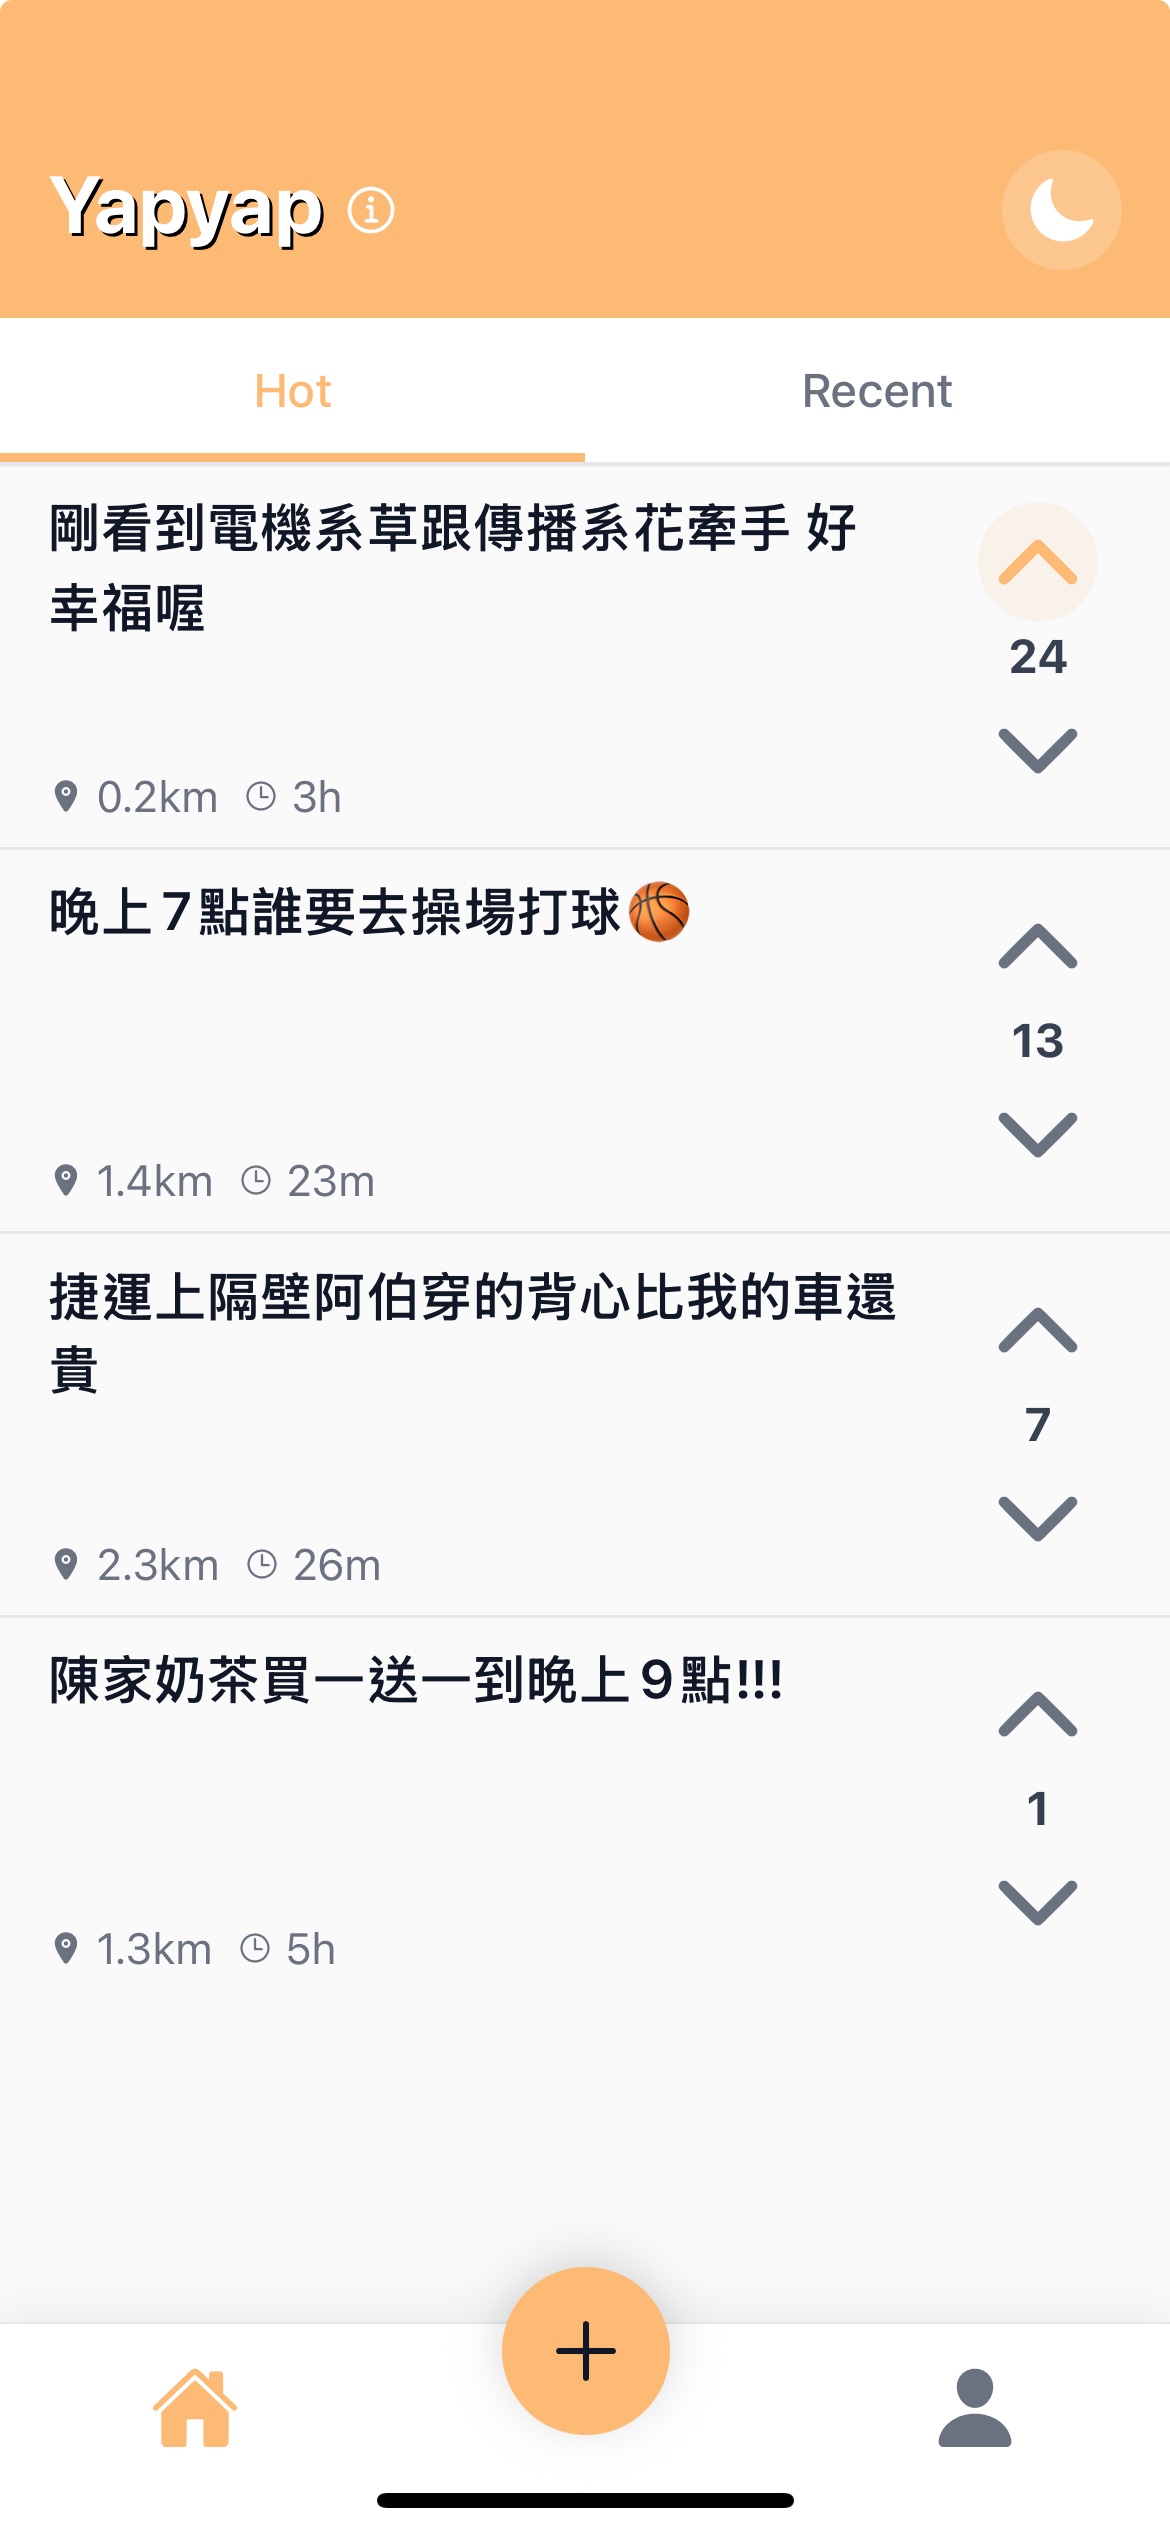 Yapyap
Hot
Recent
剛看到電機系草跟傳播系花牽手 好
幸福喔
24
0.2km 3h
晚上7點誰要去操場打球🏀
13
1.4km 23m
捷運上隔壁阿伯穿的背心比我的車還
貴
7
2.3km 26m
陳家奶茶買一送一到晚上9點!!!
1
1.3km 5h